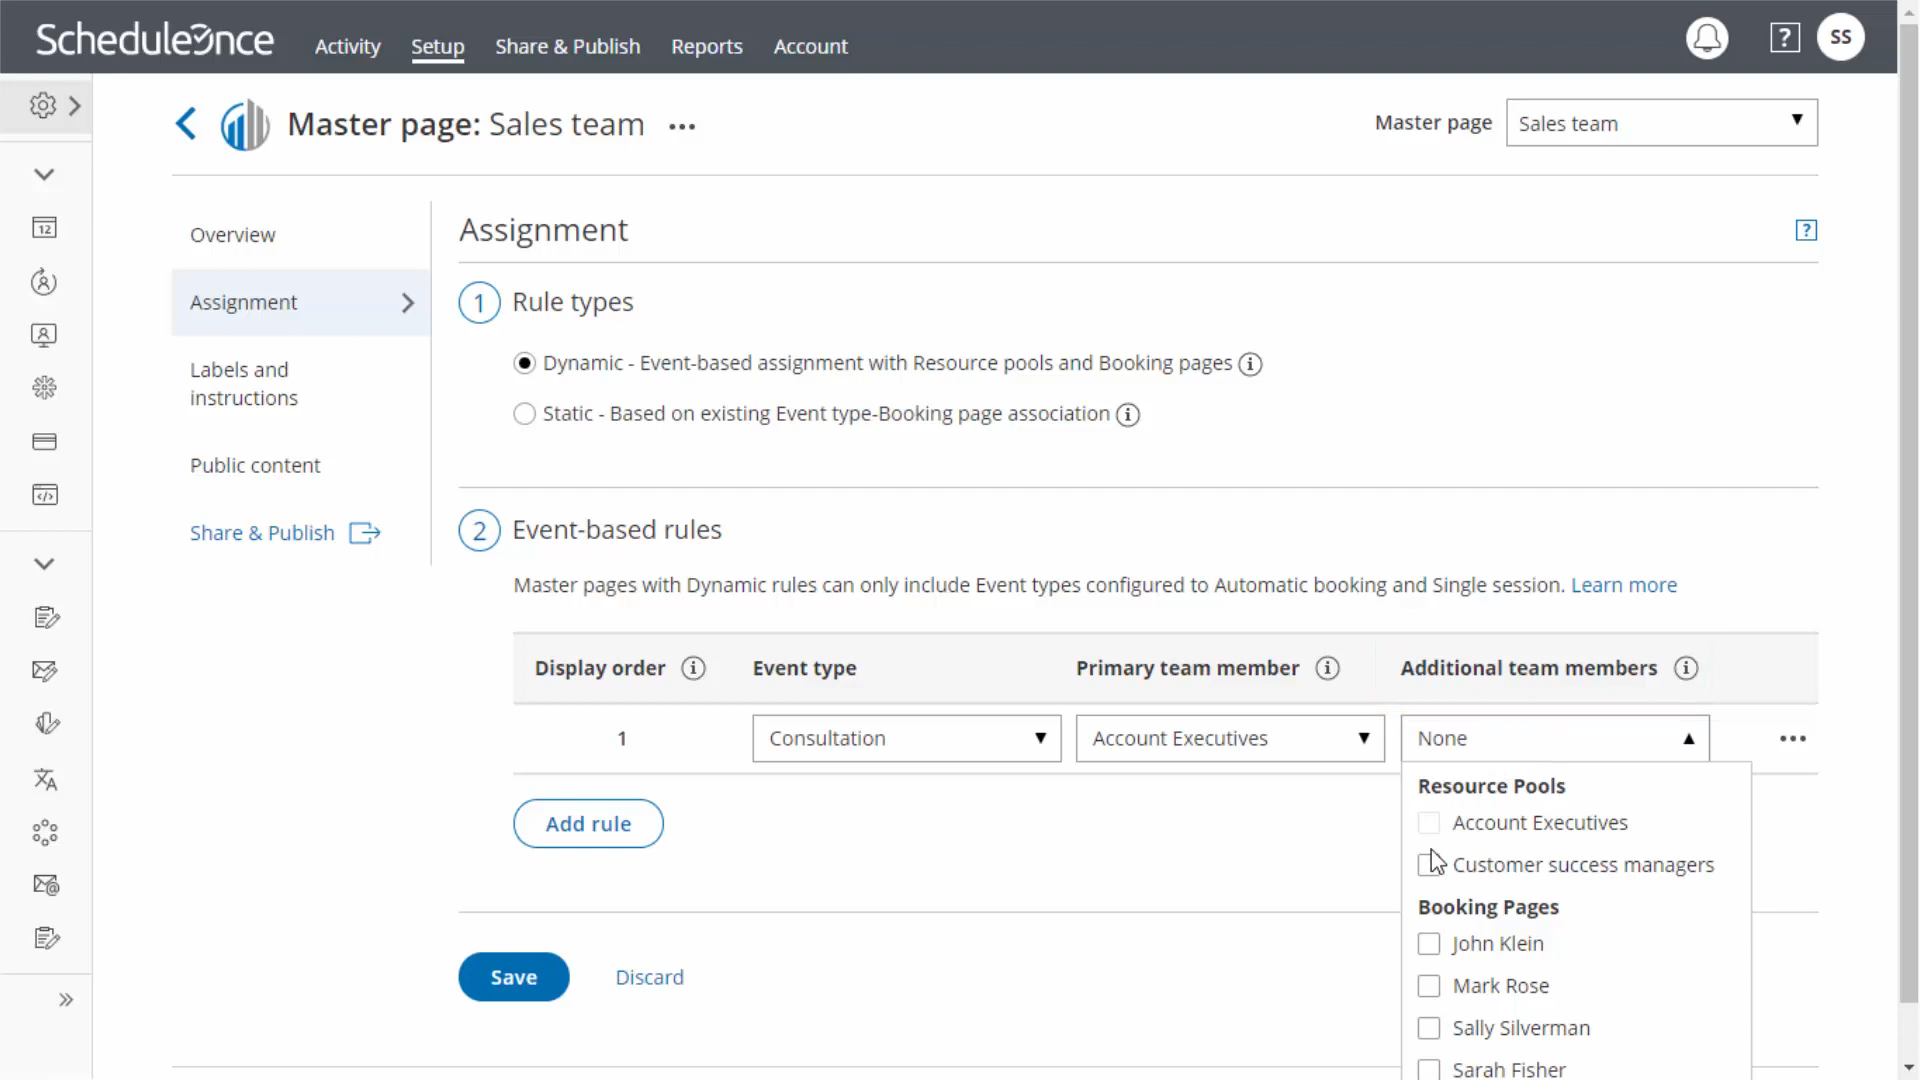 ScheduleOnce
Activity
Setup
Share & Publish
Reports
Account
?
SS
Master page: Sales team
Master page
Sales team
12
Overview
Assignment
Labels and
instructions
Public content
Share & Publish
Assignment
?
1 Rule types
Dynamic - Event-based assignment with Resource pools and Booking pages
Static - Based on existing Event type-Booking page association
2 Event-based rules
Master pages with Dynamic rules can only include Event types configured to Automatic booking and Single session. Learn more
Display order
Event type
Primary team member
Additional team members
1
Consultation
Account Executives
None
Resource Pools
Account Executives
Customer success managers
Booking Pages
John Klein
Mark Rose
Sally Silverman
Sarah Fisher
Add rule
Save
Discard